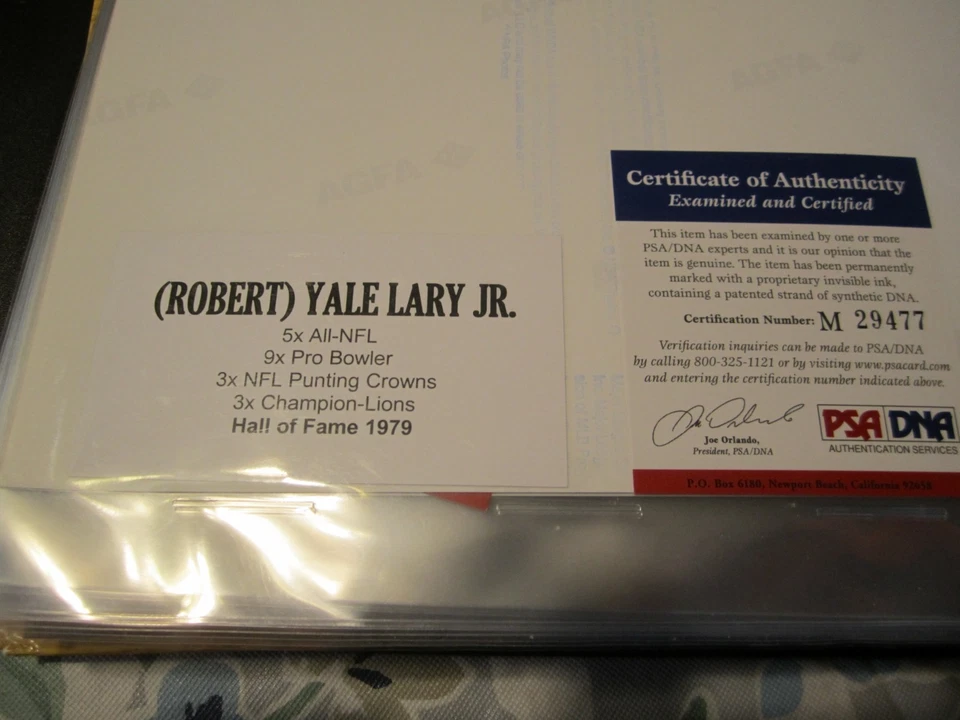 (ROBERT) YALE LARY JR.
5x All-NFL
9x Pro Bowler
3x NFL Punting Crowns
3x Champion-Lions
Hall of Fame 1979
Certificate of Authenticity
Examined and Certified
This item has been examined by one or more
PSA/DNA experts and it is our opinion that the
item is genuine. The item has been permanently
marked with a proprietary invisible ink,
containing a patented strand of synthetic DNA.
Certification Number: M 29477
Verification inquiries can be made to PSA/DNA
by calling 800-325-1121 or by visiting www.psacard.com
and entering the certification number indicated above.
Joe Orlando,
President, PSA/DNA
PSA DNA
AUTHENTICATION SERVICES
P.O. Box 6180, Newport Beach, California 92658